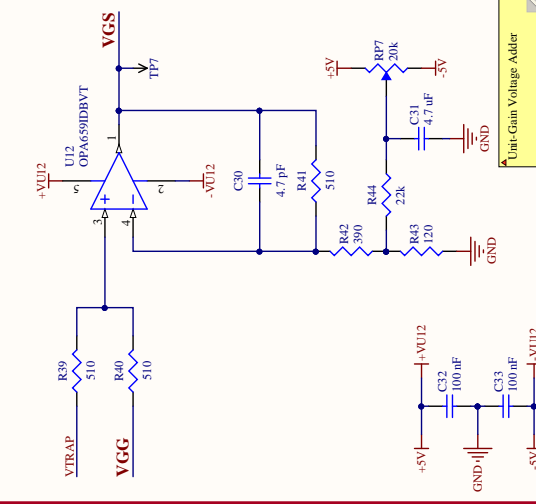 VGS
TP7
U12
OPA659IDBVT
+VU12
-VU12
1
5
2
3
4
C30
4.7 pF
R41
510
RP7
20k
+5V
-5V
C31
4.7 uF
GND
R44
22k
R42
390
R43
120
GND
R39
510
R40
510
VTRAP
VGG
+VU12
C32
100 nF
C33
100 nF
-VU12
+5V
GND
-5V
Unit-Gain Voltage Adder